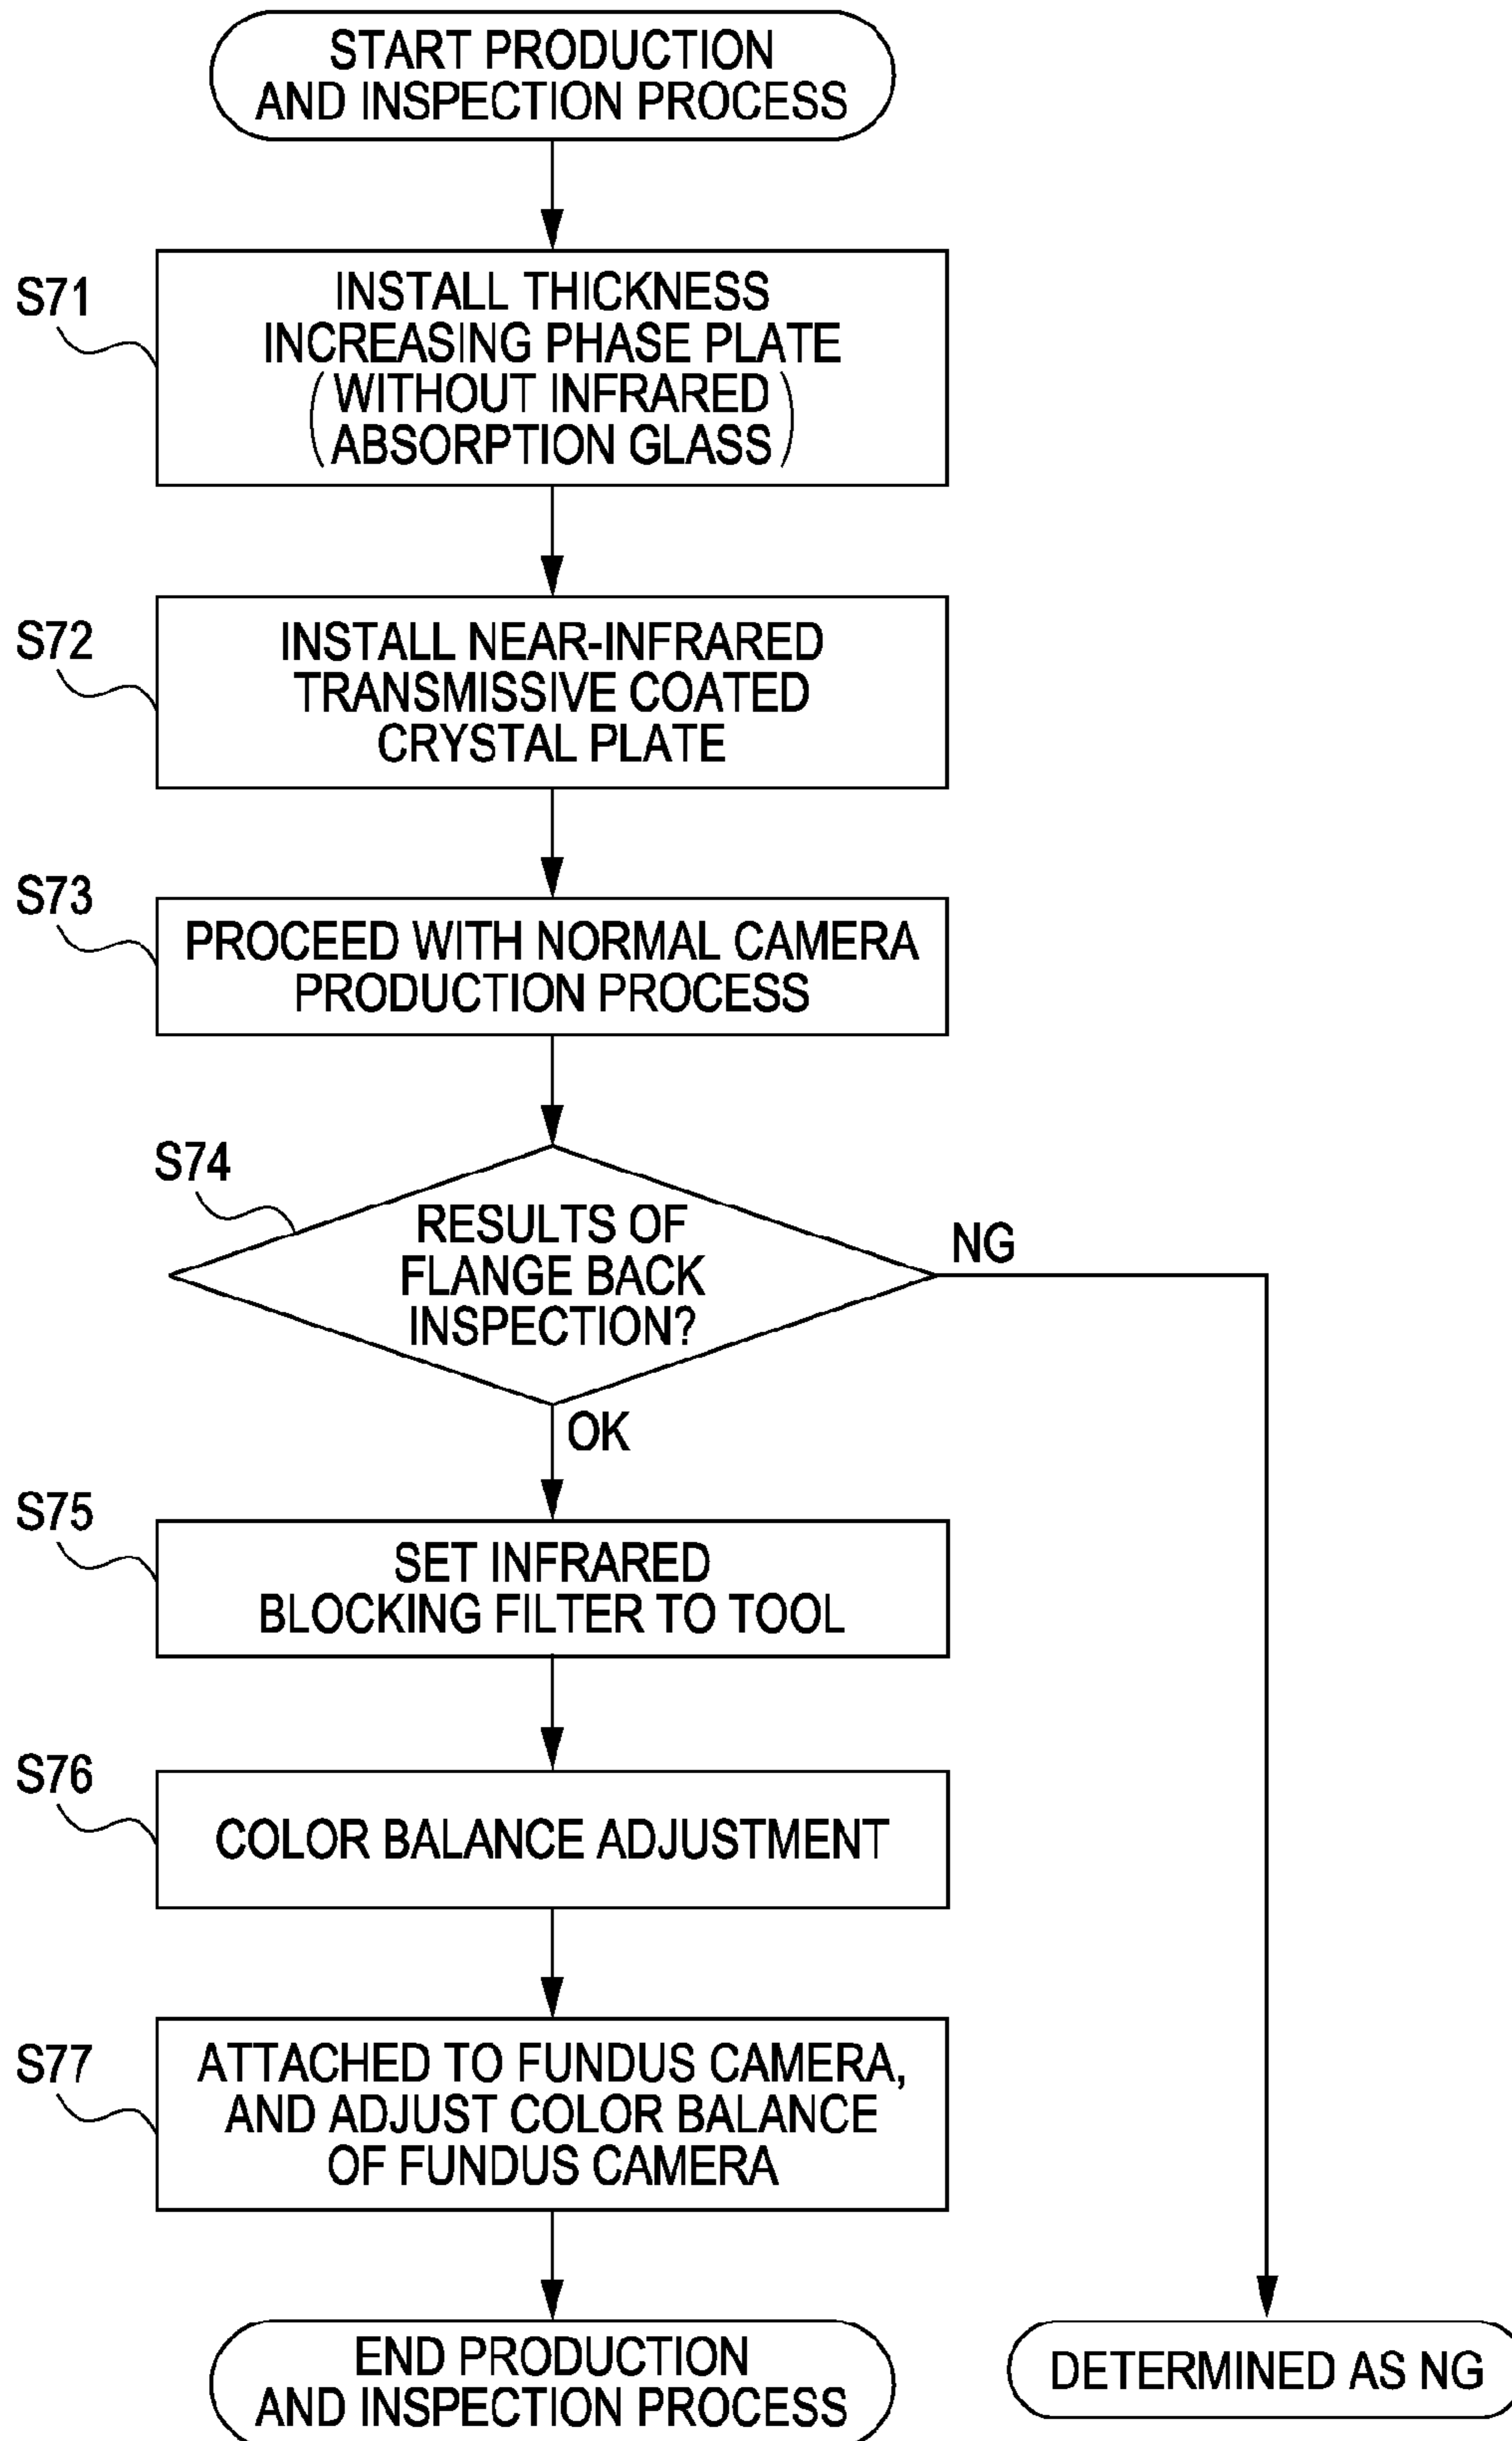 START PRODUCTION
AND INSPECTION PROCESS
S71
INSTALL THICKNESS
INCREASING PHASE PLATE
(WITHOUT INFRARED
ABSORPTION GLASS)
S72
INSTALL NEAR-INFRARED
TRANSMISSIVE COATED
CRYSTAL PLATE
S73
PROCEED WITH NORMAL CAMERA
PRODUCTION PROCESS
S74
RESULTS OF
FLANGE BACK
INSPECTION?
NG
OK
S75
SET INFRARED
BLOCKING FILTER TO TOOL
S76
COLOR BALANCE ADJUSTMENT
S77
ATTACHED TO FUNDUS CAMERA,
AND ADJUST COLOR BALANCE
OF FUNDUS CAMERA
END PRODUCTION
AND INSPECTION PROCESS
DETERMINED AS NG